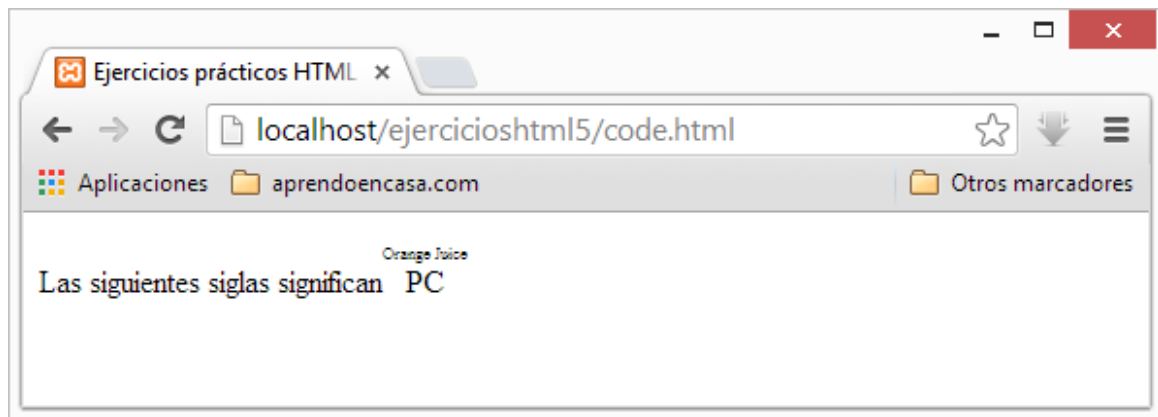 Ejercicios prácticos HTML
localhost/ejercicioshtml5/code.html
Aplicaciones aprendoencasa.com Otros marcadores
Orange Juice
Las siguientes siglas significan PC